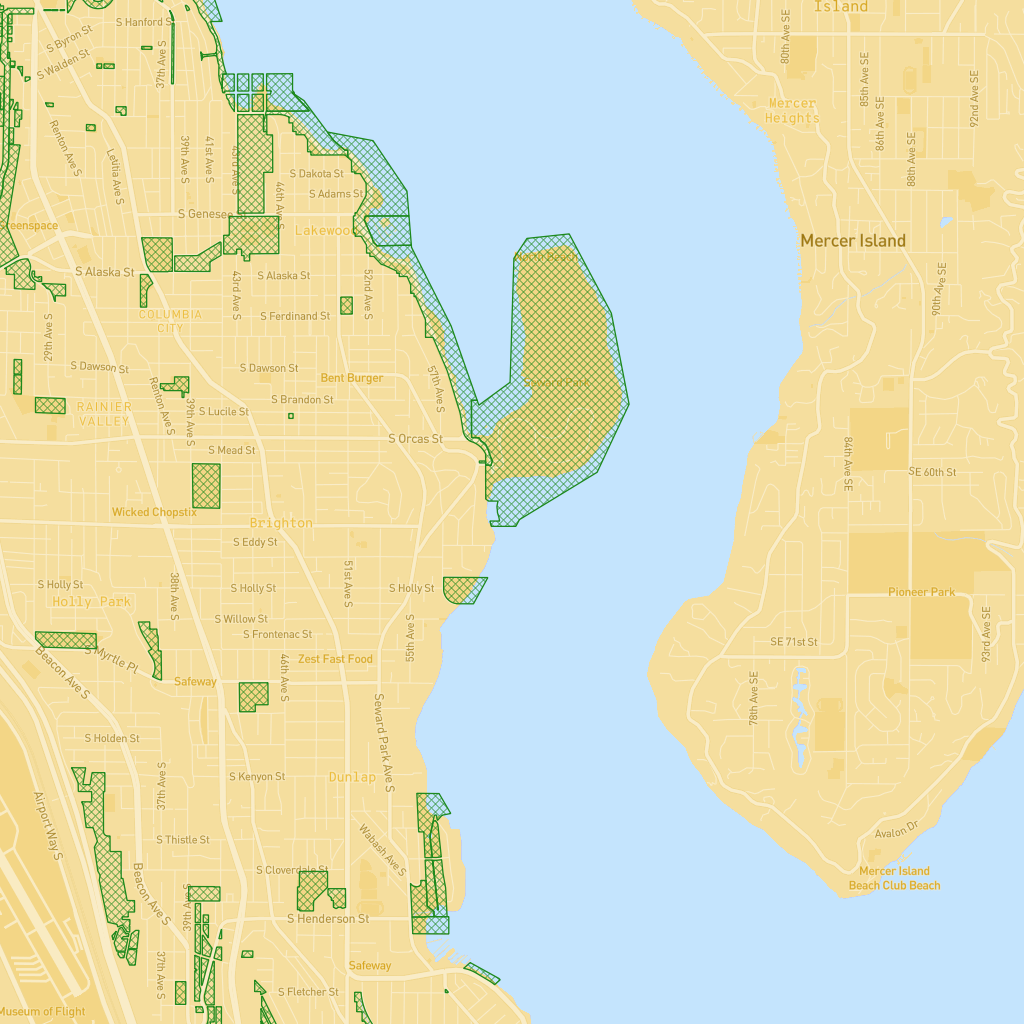 Island
S Hanford St
S Byron St
80th Ave SE
37th Ave S
S Walden St
85th Ave SE
92nd Ave SE
Mercer
Heights
86th Ave SE
Renton Ave S
Letitia Ave S
39th Ave S
41st Ave S
43rd Ave S
88th Ave SE
S Dakota St
46th Ave S
S Adams St
S Genesee
Greenspace
Lakewood
Mercer Island
North Beach
S Alaska St
S Alaska St
43rd Ave S
52nd Ave S
90th Ave SE
COLUMBIA
CITY
S Ferdinand St
29th Ave S
S Dawson St
S Dawson St
Bent Burger
Seward Park
57th Ave S
Renton Ave S
39th Ave S
S Brandon St
RAINIER
VALLEY
S Lucile St
S Orcas St
S Mead St
84th Ave SE
SE 60th St
Wicked Chopstix
Brighton
S Eddy St
S Holly St
38th Ave S
S Holly St
51st Ave S
S Holly St
Pioneer Park
Holly Park
S Willow St
S Frontenac St
55th Ave S
SE 71st St
93rd Ave SE
S Myrtle Pl
Zest Fast Food
Beacon Ave S
Safeway
46th Ave S
78th Ave SE
Seward Park Ave S
S Holden St
Dunlap
S Kenyon St
37th Ave S
Airport Way S
S Thistle St
Wabash Ave S
Avalon Dr
S Cloverdale St
Mercer Island
Beach Club Beach
Beacon Ave S
39th Ave S
S Henderson St
37th Ave S
Safeway
S Fletcher St
Museum of Flight